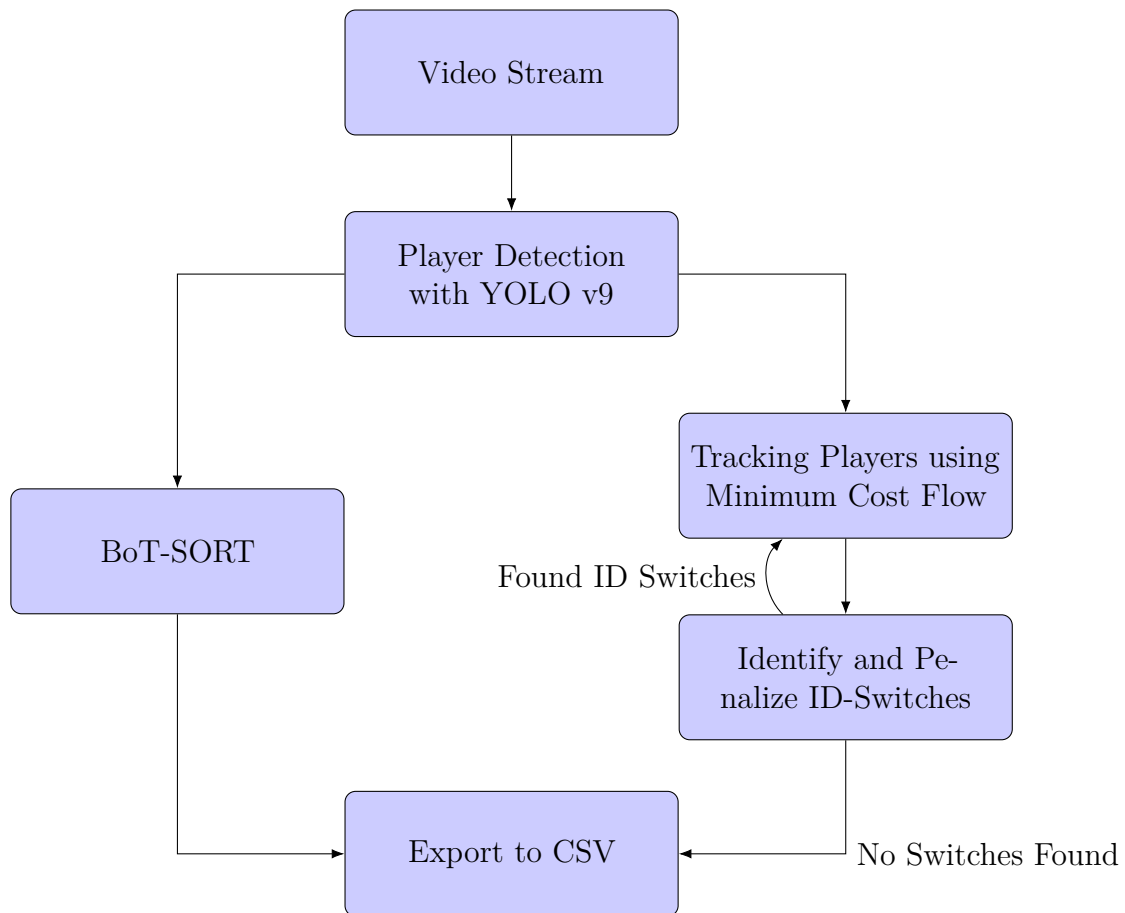 Video Stream
Player Detection
with YOLO v9
Tracking Players using
Minimum Cost Flow
BoT-SORT
Found ID Switches
Identify and Pe-
nalize ID-Switches
Export to CSV
No Switches Found